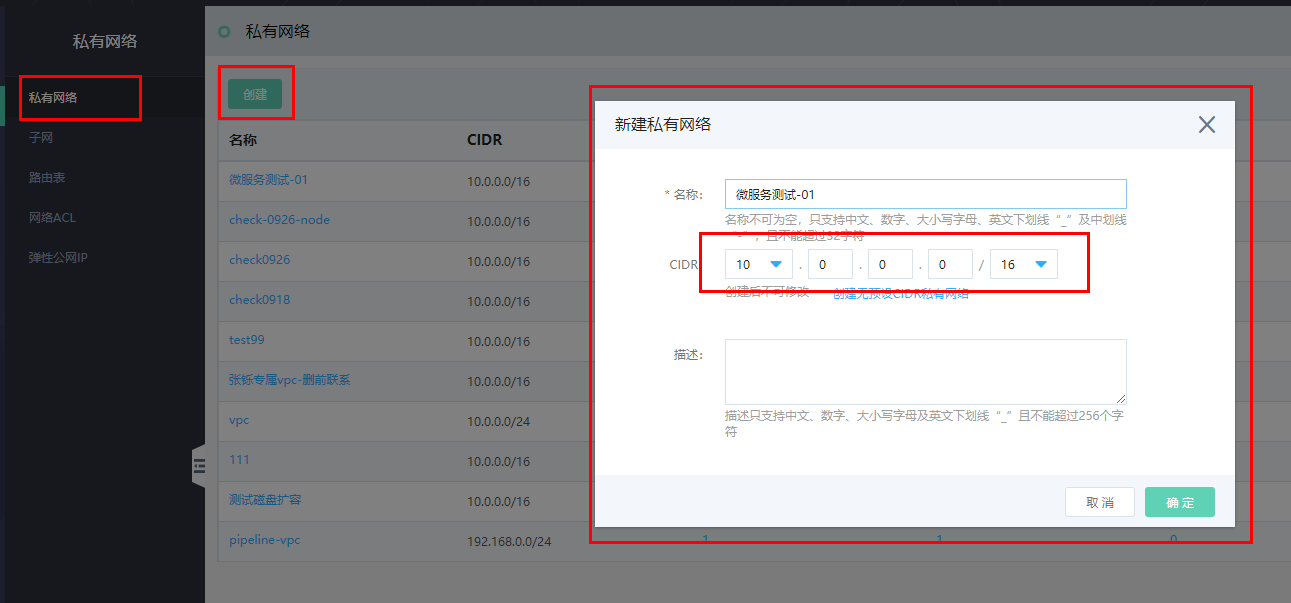 私有网络
私有网络
子网
路由表
网络ACL
弹性公网IP
私有网络
创建
名称 CIDR
微服务测试-01 10.0.0.0/16
check-0926-node 10.0.0.0/16
check0926 10.0.0.0/16
check0918 10.0.0.0/16
test99 10.0.0.0/16
张铄专属vpc-删前联系 10.0.0.0/16
vpc 10.0.0.0/24
111 10.0.0.0/16
测试磁盘扩容 10.0.0.0/16
pipeline-vpc 192.168.0.0/24 1 1 0
新建私有网络
* 名称: 微服务测试-01
名称不可为空，只支持中文、数字、大小写字母、英文下划线“_”及中划线
“-”，且不能超过32字符
CIDR 10 . 0 . 0 . 0 / 16
创建后不可修改 创建无预设CIDR私有网络
描述:
描述只支持中文、数字、大小写字母及英文下划线“_”且不能超过256个字
符
取消 确定